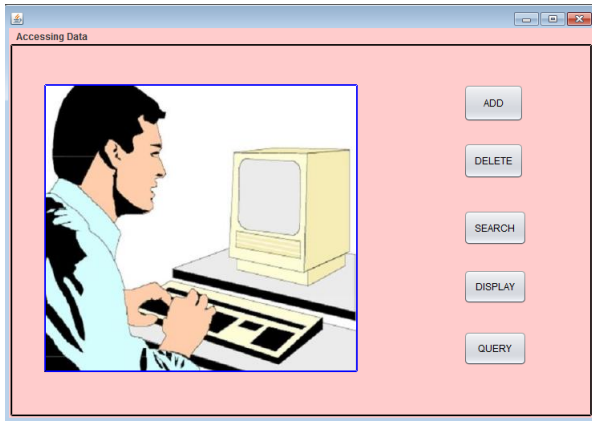 Accessing Data
ADD
DELETE
SEARCH
DISPLAY
QUERY